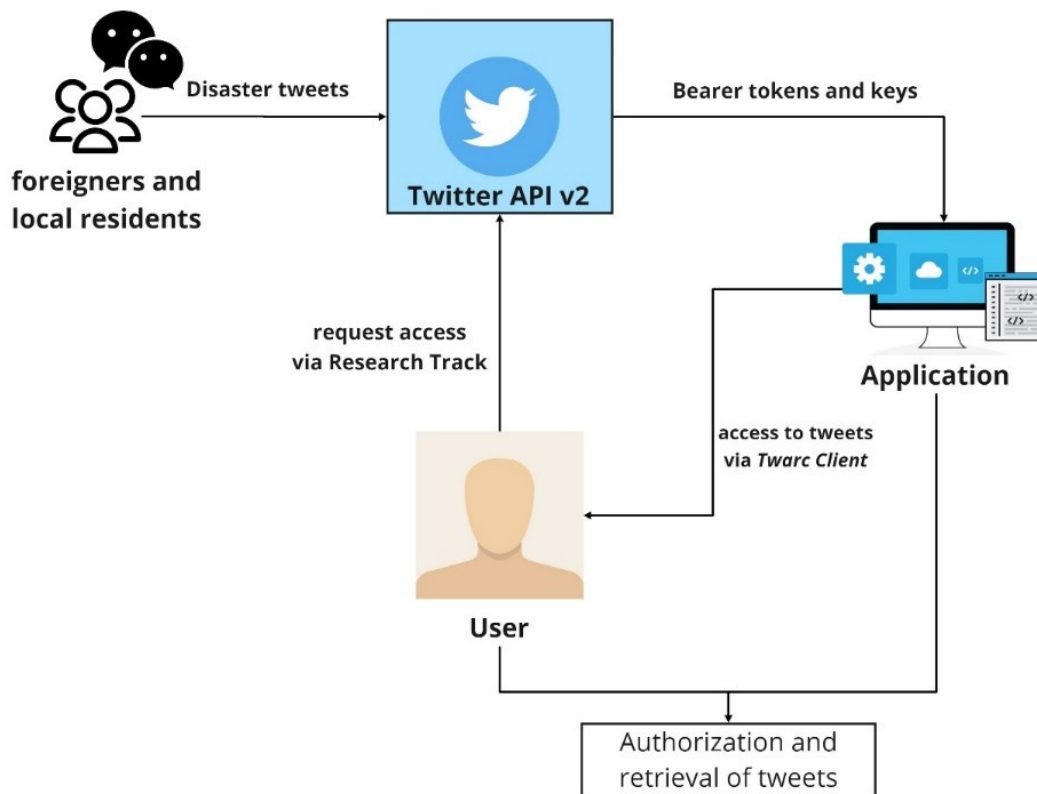 Disaster tweets
Bearer tokens and keys
foreigners and
local residents
Twitter API v2
request access
via Research Track
</>
</>
Application
access to tweets
via Twarc Client
User
Authorization and
retrieval of tweets